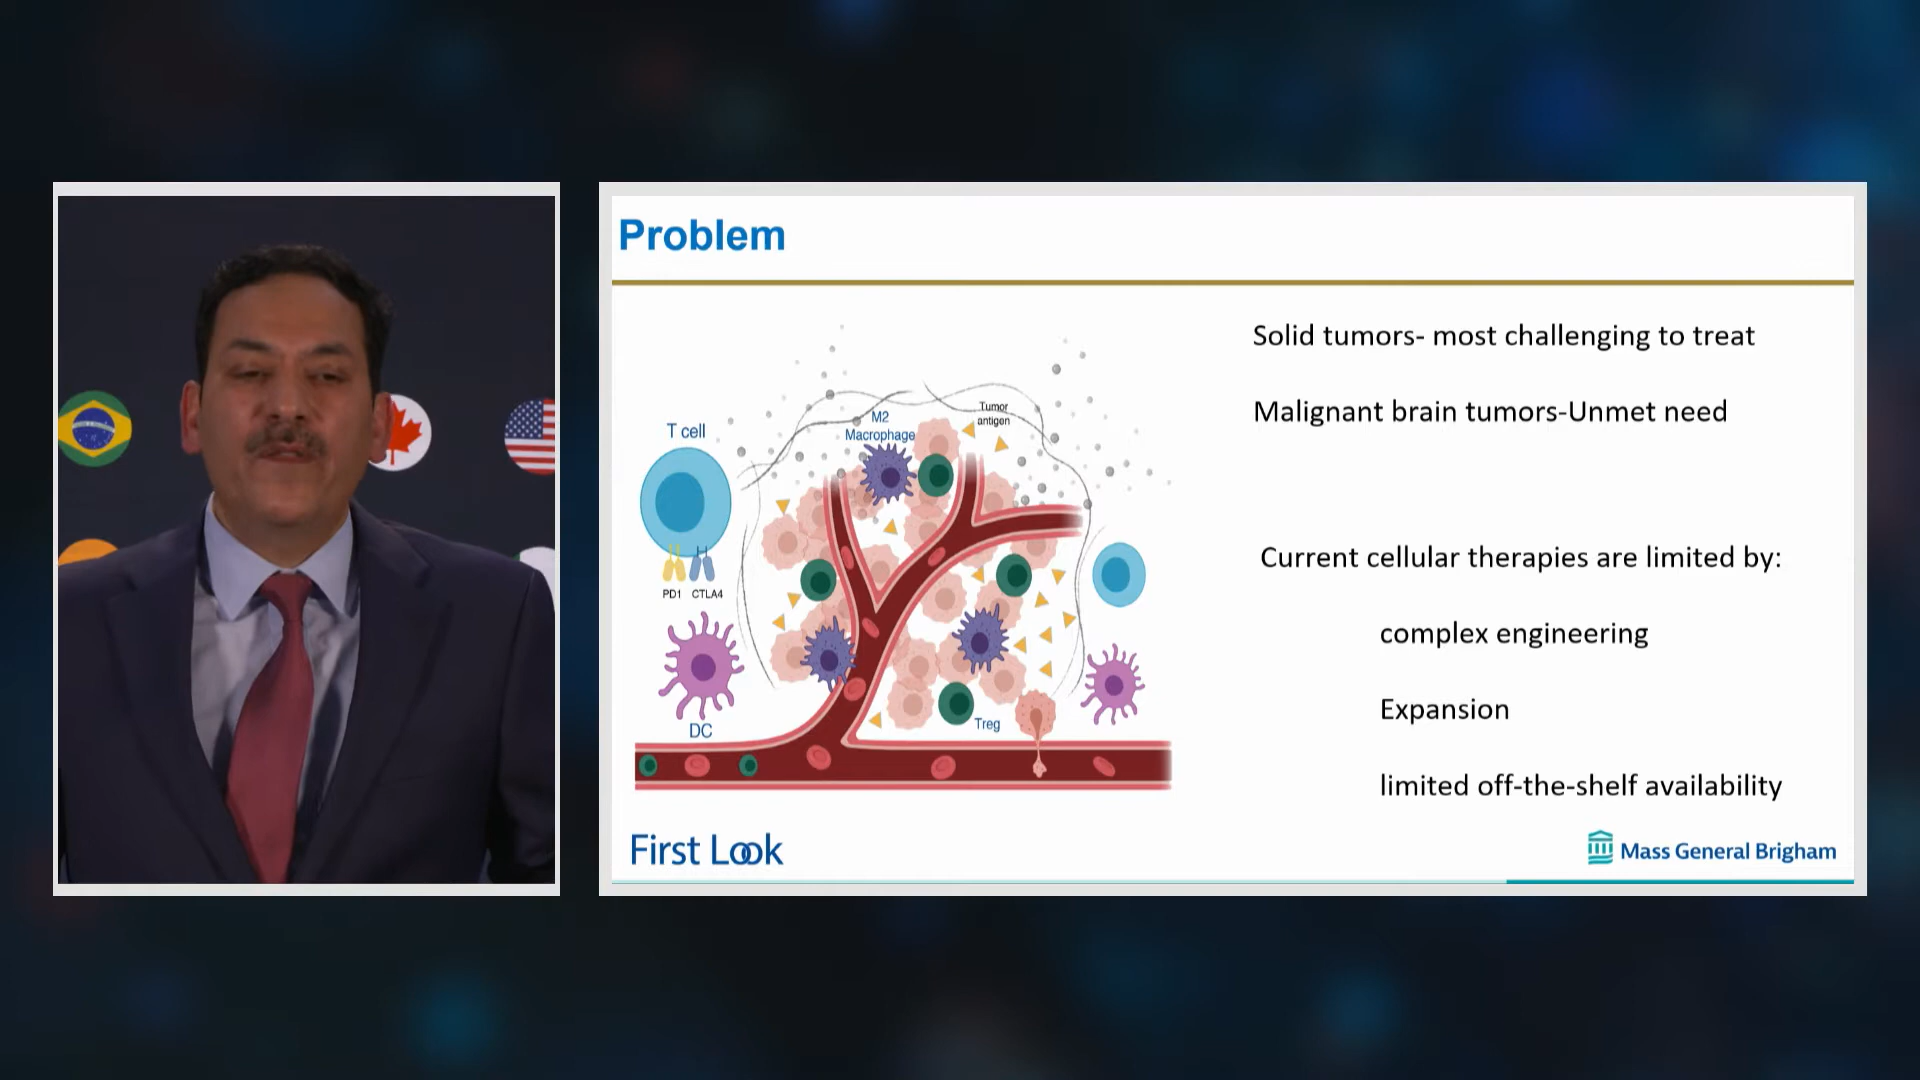 Problem
Solid tumors- most challenging to treat
Malignant brain tumors-Unmet need
Current cellular therapies are limited by:
complex engineering
Expansion
limited off-the-shelf availability
T cell
M2
Macrophage
Tumor
antigen
PD1 CTLA4
DC
Treg
First Look
Mass General Brigham